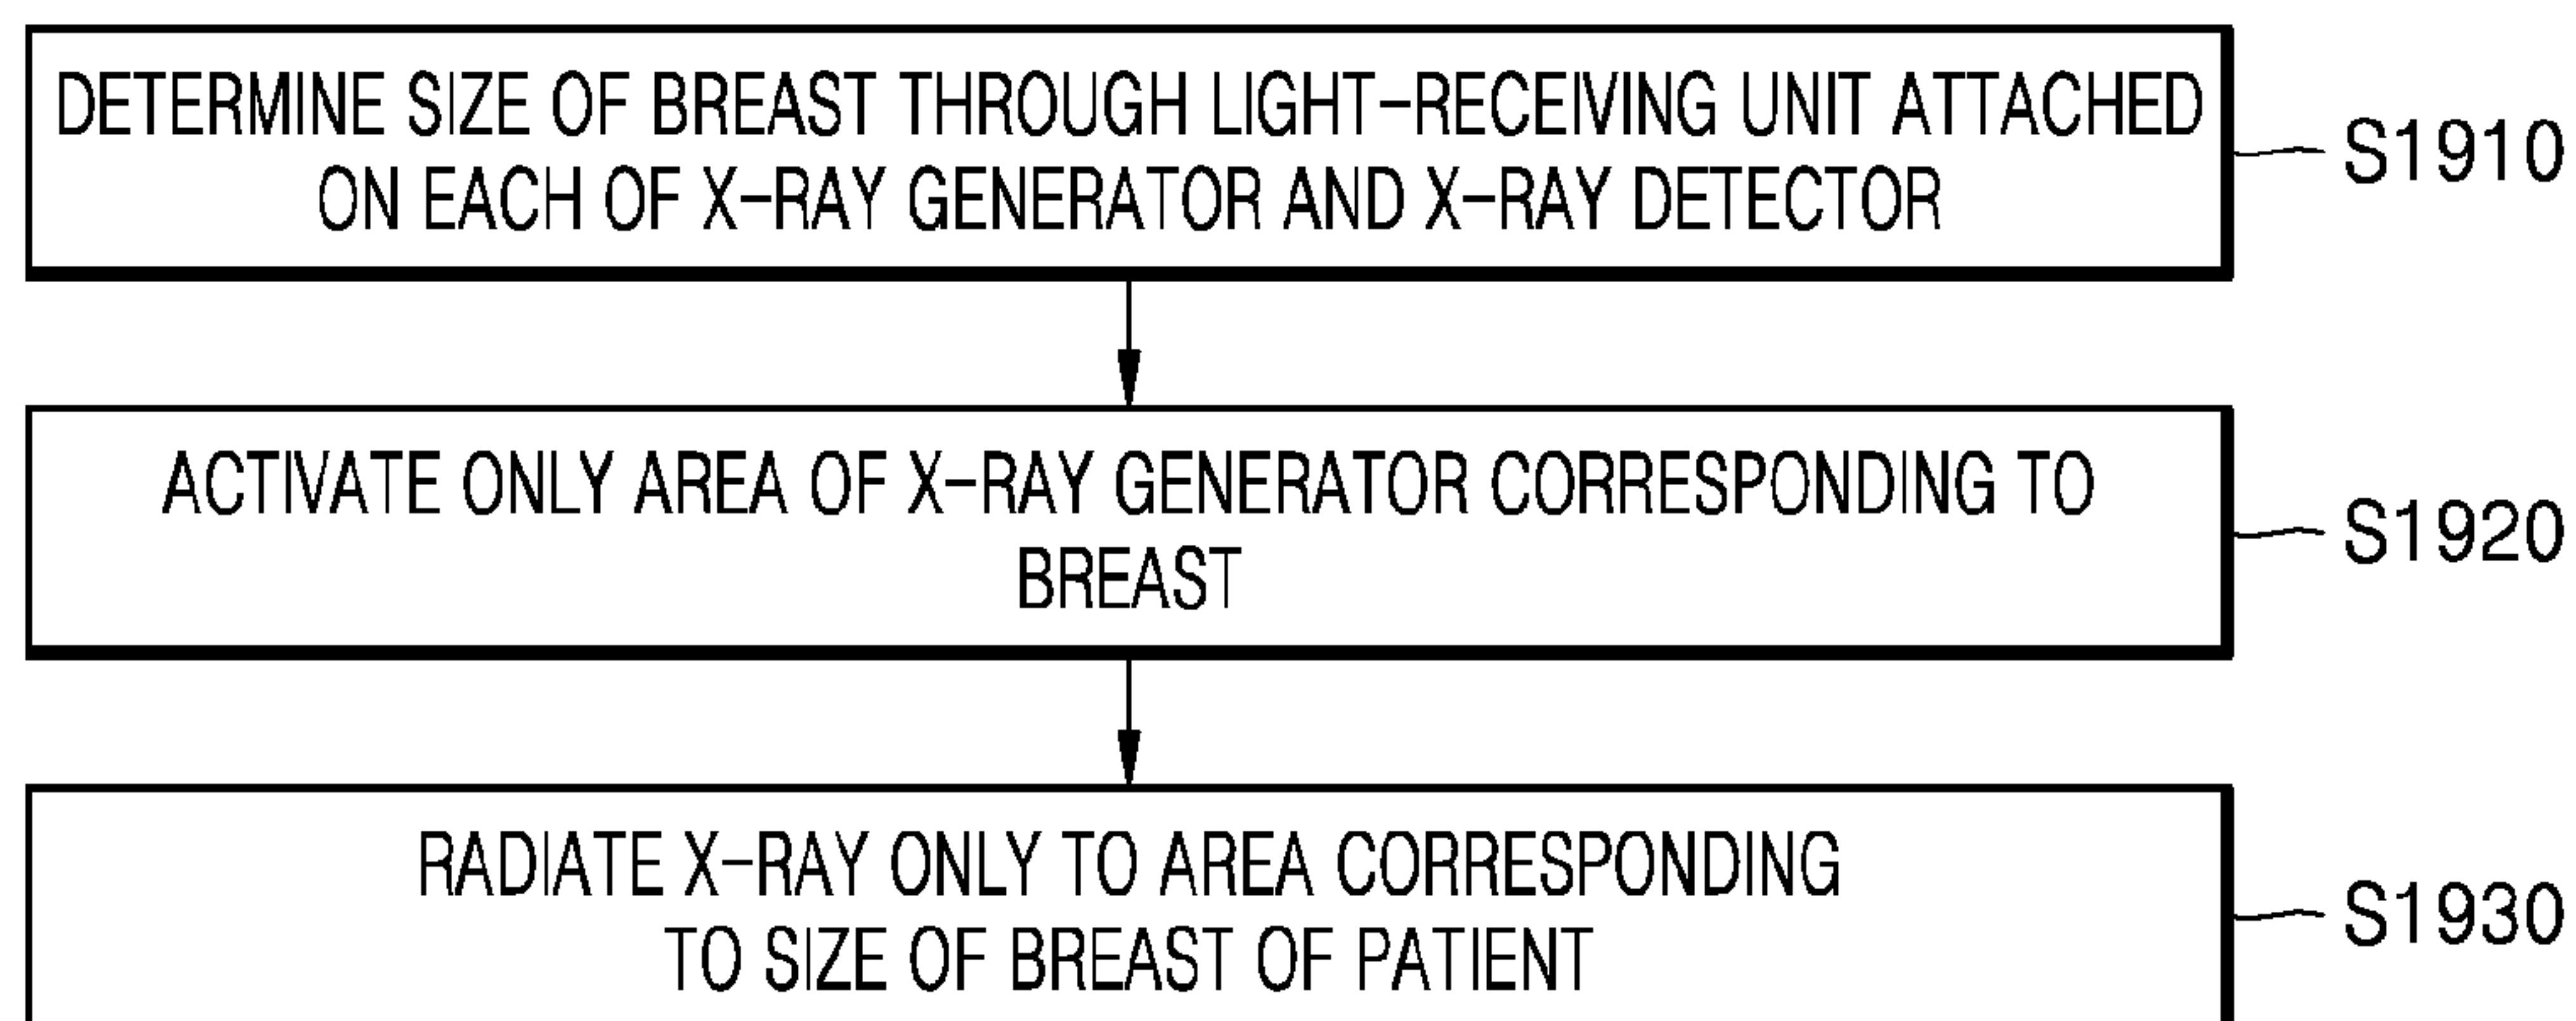 DETERMINE SIZE OF BREAST THROUGH LIGHT-RECEIVING UNIT ATTACHED
ON EACH OF X-RAY GENERATOR AND X-RAY DETECTOR
S1910
ACTIVATE ONLY AREA OF X-RAY GENERATOR CORRESPONDING TO
BREAST
S1920
RADIATE X-RAY ONLY TO AREA CORRESPONDING
TO SIZE OF BREAST OF PATIENT
S1930